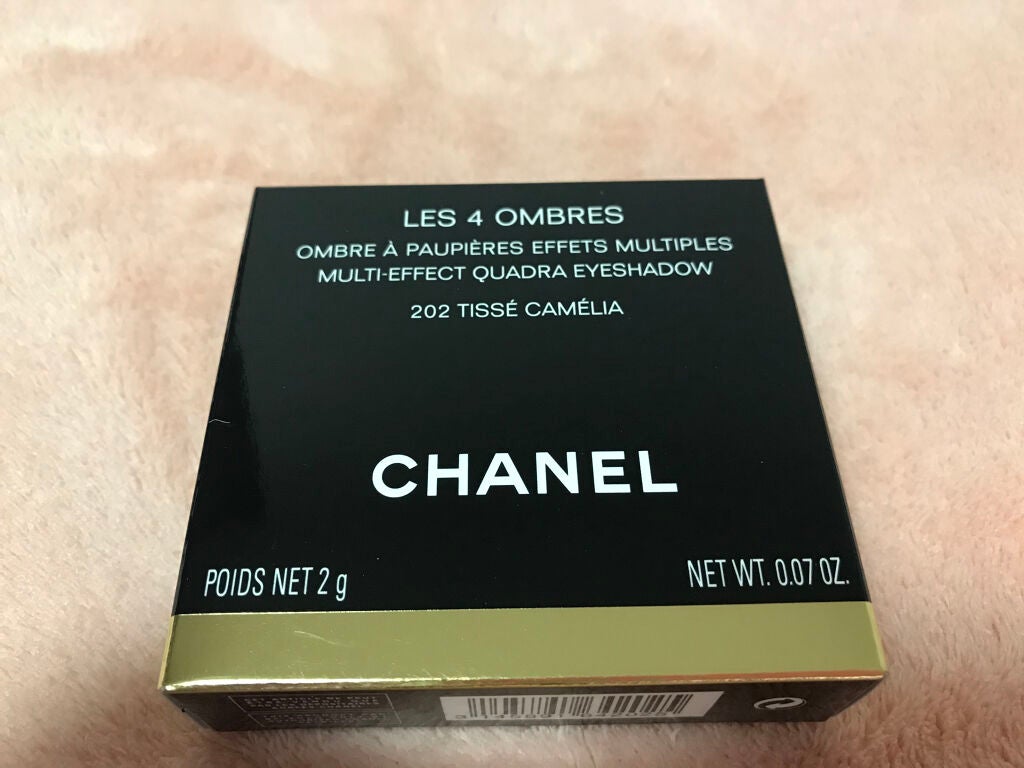 LES 4 OMBRES
OMBRE À PAUPIÈRES EFFETS MULTIPLES
MULTI-EFFECT QUADRA EYESHADOW
202 TISSÉ CAMÉLIA
CHANEL
POIDS NET 2 g
NET WT. 0.07 OZ.